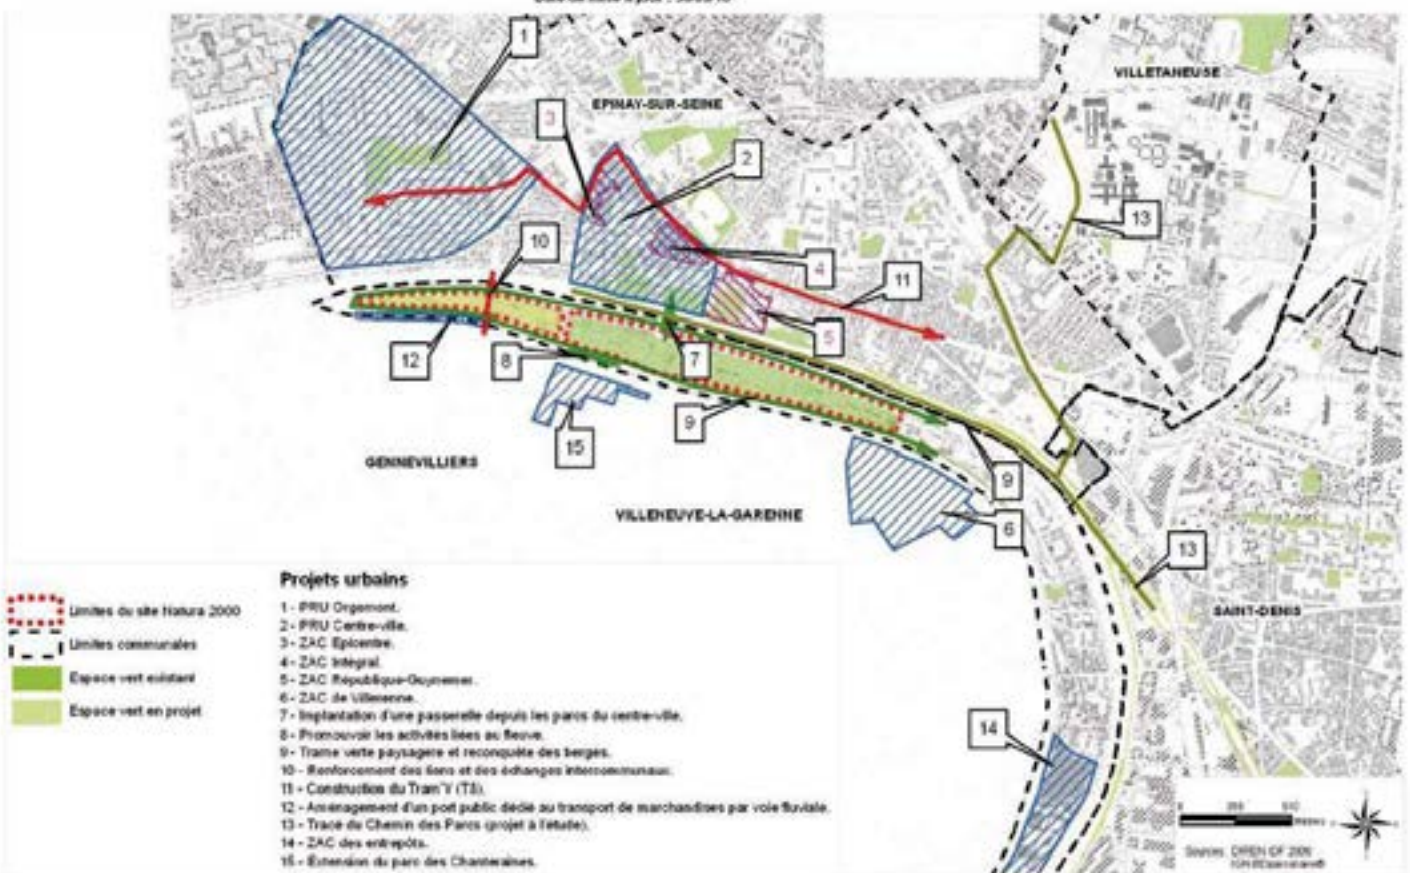 1
VILLETANEUSE
EPINAY-SUR-SEINE
3
2
13
10
4
11
5
12
8
7
9
15
GENNEVILLIERS
9
VILLENEUVE-LA-GARENNE
6
13
SAINT-DENIS
14
Projets urbains
Limites du site Natura 2000
Limites communales
Espace vert existant
Espace vert en projet
1 - PRU Orgemont.
2 - PRU Centre-ville.
3 - ZAC Epicentre.
4 - ZAC Intégral.
5 - ZAC République-Guynemer.
6 - ZAC de Villerenne.
7 - Implantation d'une passerelle depuis les parcs du centre-ville.
8 - Promouvoir les activités liées au fleuve.
9 - Trame verte paysagère et reconquête des berges.
10 - Renforcement des liens et des échanges intercommunaux.
11 - Construction du Tram'Y (T8).
12 - Aménagement d'un port public dédié au transport de marchandises par voie fluviale.
13 - Tracé du Chemin des Parcs (projet à l'étude).
14 - ZAC des entrepôts.
15 - Extension du parc des Chanteraines.
0
Sources: